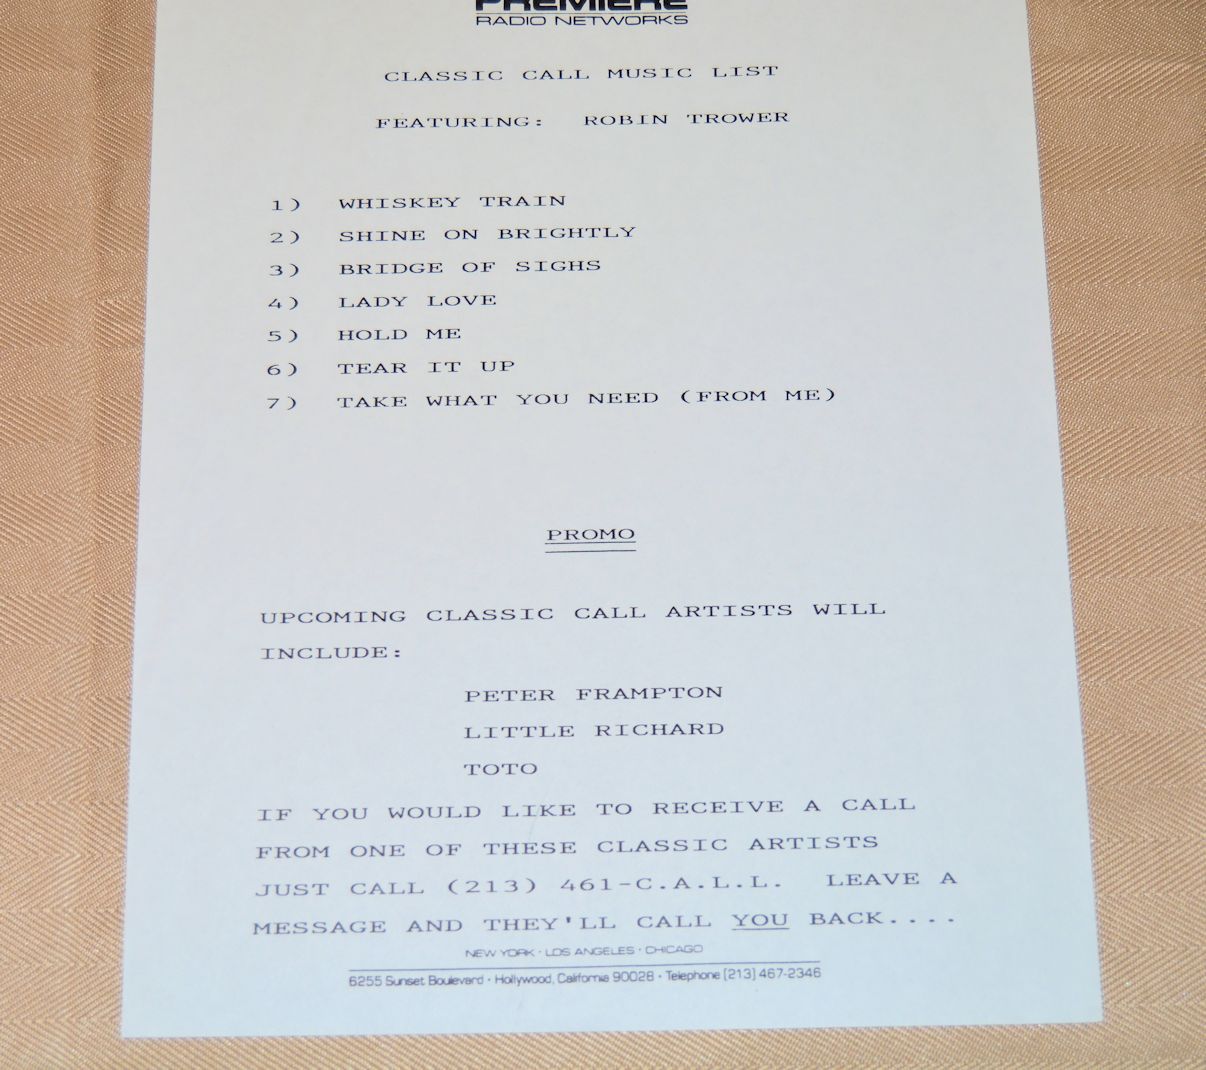 PREMIERE
RADIO NETWORKS
CLASSIC CALL MUSIC LIST
FEATURING: ROBIN TROWER
1) WHISKEY TRAIN
2) SHINE ON BRIGHTLY
3) BRIDGE OF SIGHS
4) LADY LOVE
5) HOLD ME
6) TEAR IT UP
7) TAKE WHAT YOU NEED (FROM ME)
PROMO
UPCOMING CLASSIC CALL ARTISTS WILL
INCLUDE:
PETER FRAMPTON
LITTLE RICHARD
TOTO
IF YOU WOULD LIKE TO RECEIVE A CALL
FROM ONE OF THESE CLASSIC ARTISTS
JUST CALL (213) 461-C.A.L.L. LEAVE A
MESSAGE AND THEY'LL CALL YOU BACK....
NEW YORK · LOS ANGELES · CHICAGO
6255 Sunset Boulevard · Hollywood, California 90028 · Telephone (213) 467-2346